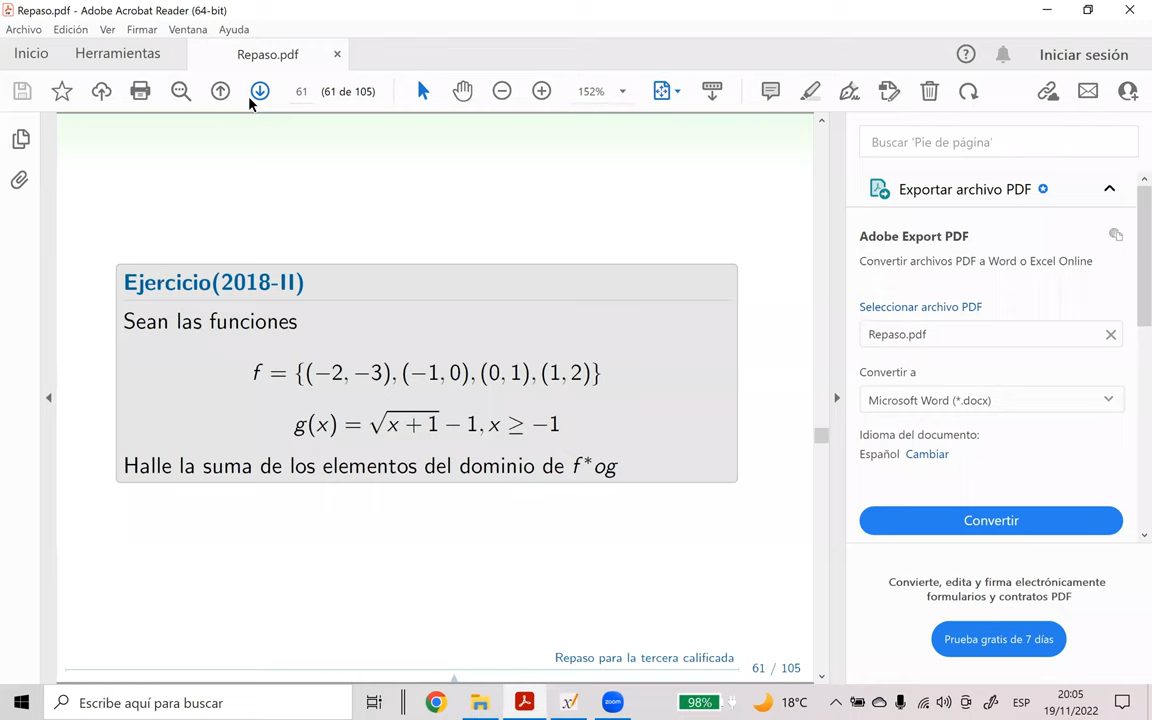 Repaso.pdf - Adobe Acrobat Reader (64-bit)
Archivo Edición Ver Firmar Ventana Ayuda
Inicio Herramientas Repaso.pdf × Iniciar sesión
61 (61 de 105) 152%
Buscar 'Pie de página'
Exportar archivo PDF
Adobe Export PDF
Convertir archivos PDF a Word o Excel Online
Seleccionar archivo PDF
Repaso.pdf
Convertir a
Microsoft Word (*.docx)
Idioma del documento:
Español Cambiar
Convertir
Convierte, edita y firma electrónicamente
formularios y contratos PDF
Prueba gratis de 7 días
Ejercicio(2018-II)
Sean las funciones
f = {(−2, −3), (−1, 0), (0, 1), (1, 2)}
g(x) = √(x + 1) − 1, x ≥ −1
Halle la suma de los elementos del dominio de f*og
Repaso para la tercera calificada
61 / 105
Escribe aquí para buscar
zoom
98%
18°C
ESP
20:05
19/11/2022